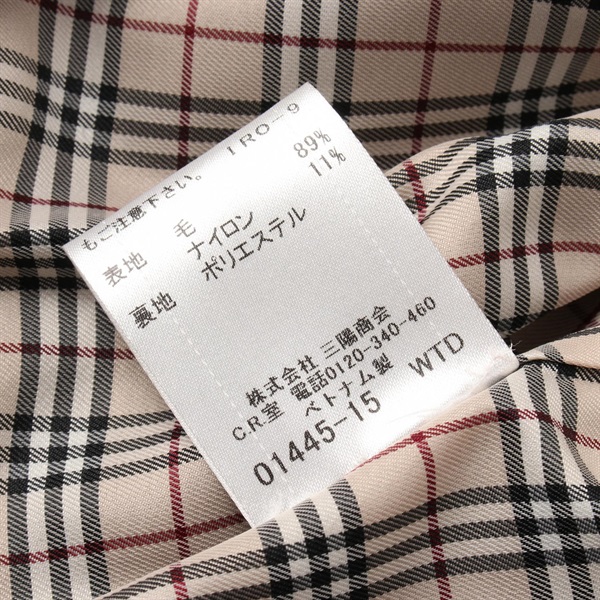 もご注意下さい。 IRO-9
表地 毛 89%
ナイロン 11%
裏地 ポリエステル
株式会社 三陽商会
C.R.室 電話0120-340-460
ベトナム製
01445-15 WTD